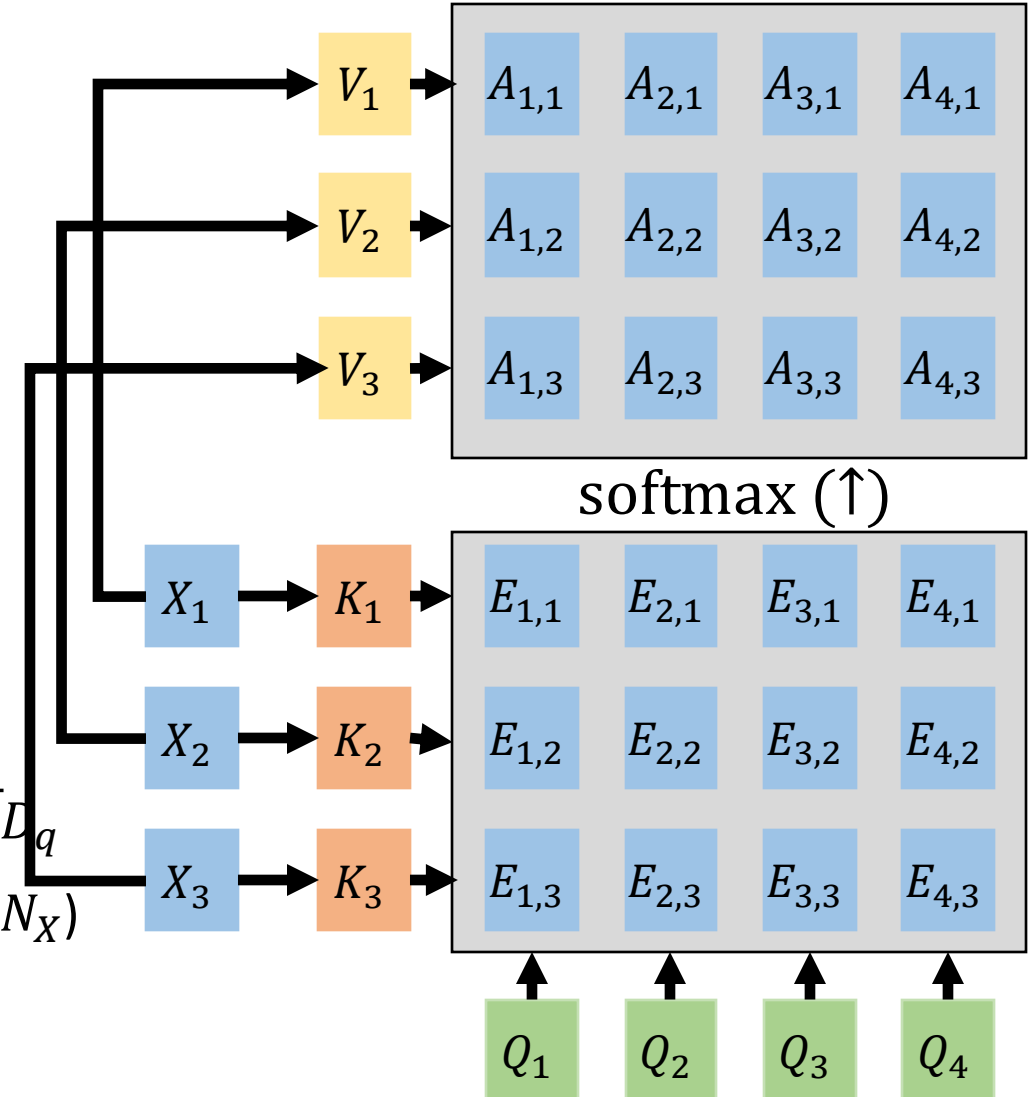 V₁ A₁,₁ A₂,₁ A₃,₁ A₄,₁
V₂ A₁,₂ A₂,₂ A₃,₂ A₄,₂
V₃ A₁,₃ A₂,₃ A₃,₃ A₄,₃
softmax (↑)
X₁ K₁ E₁,₁ E₂,₁ E₃,₁ E₄,₁
X₂ K₂ E₁,₂ E₂,₂ E₃,₂ E₄,₂
D_q
X₃ K₃ E₁,₃ E₂,₃ E₃,₃ E₄,₃
N_X)
Q₁ Q₂ Q₃ Q₄